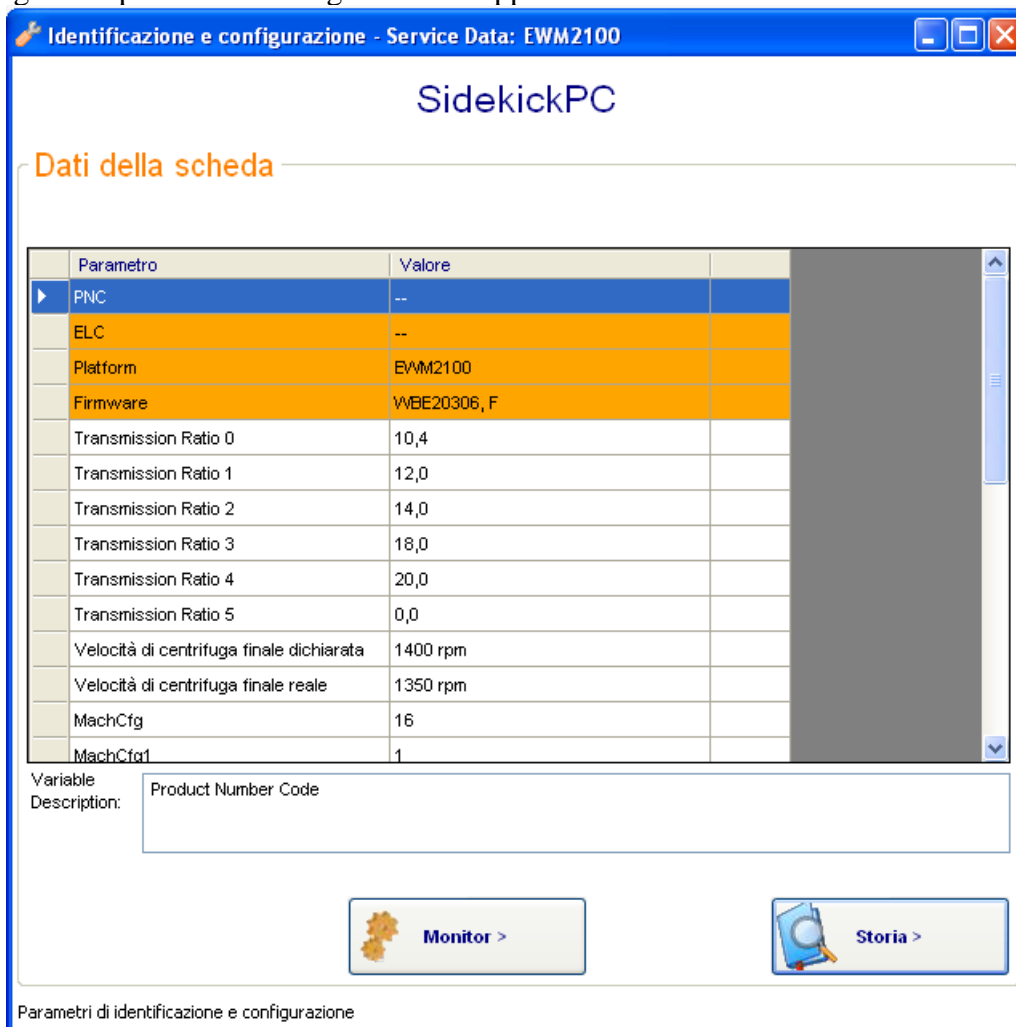 Identificazione e configurazione - Service Data: EWM2100
SidekickPC
Dati della scheda
Parametro Valore
PNC --
ELC --
Platform EWM2100
Firmware WBE20306, F
Transmission Ratio 0 10,4
Transmission Ratio 1 12,0
Transmission Ratio 2 14,0
Transmission Ratio 3 18,0
Transmission Ratio 4 20,0
Transmission Ratio 5 0,0
Velocità di centrifuga finale dichiarata 1400 rpm
Velocità di centrifuga finale reale 1350 rpm
MachCfg 16
MachCfg1 1
Variable
Description:
Product Number Code
Monitor >
Storia >
Parametri di identificazione e configurazione